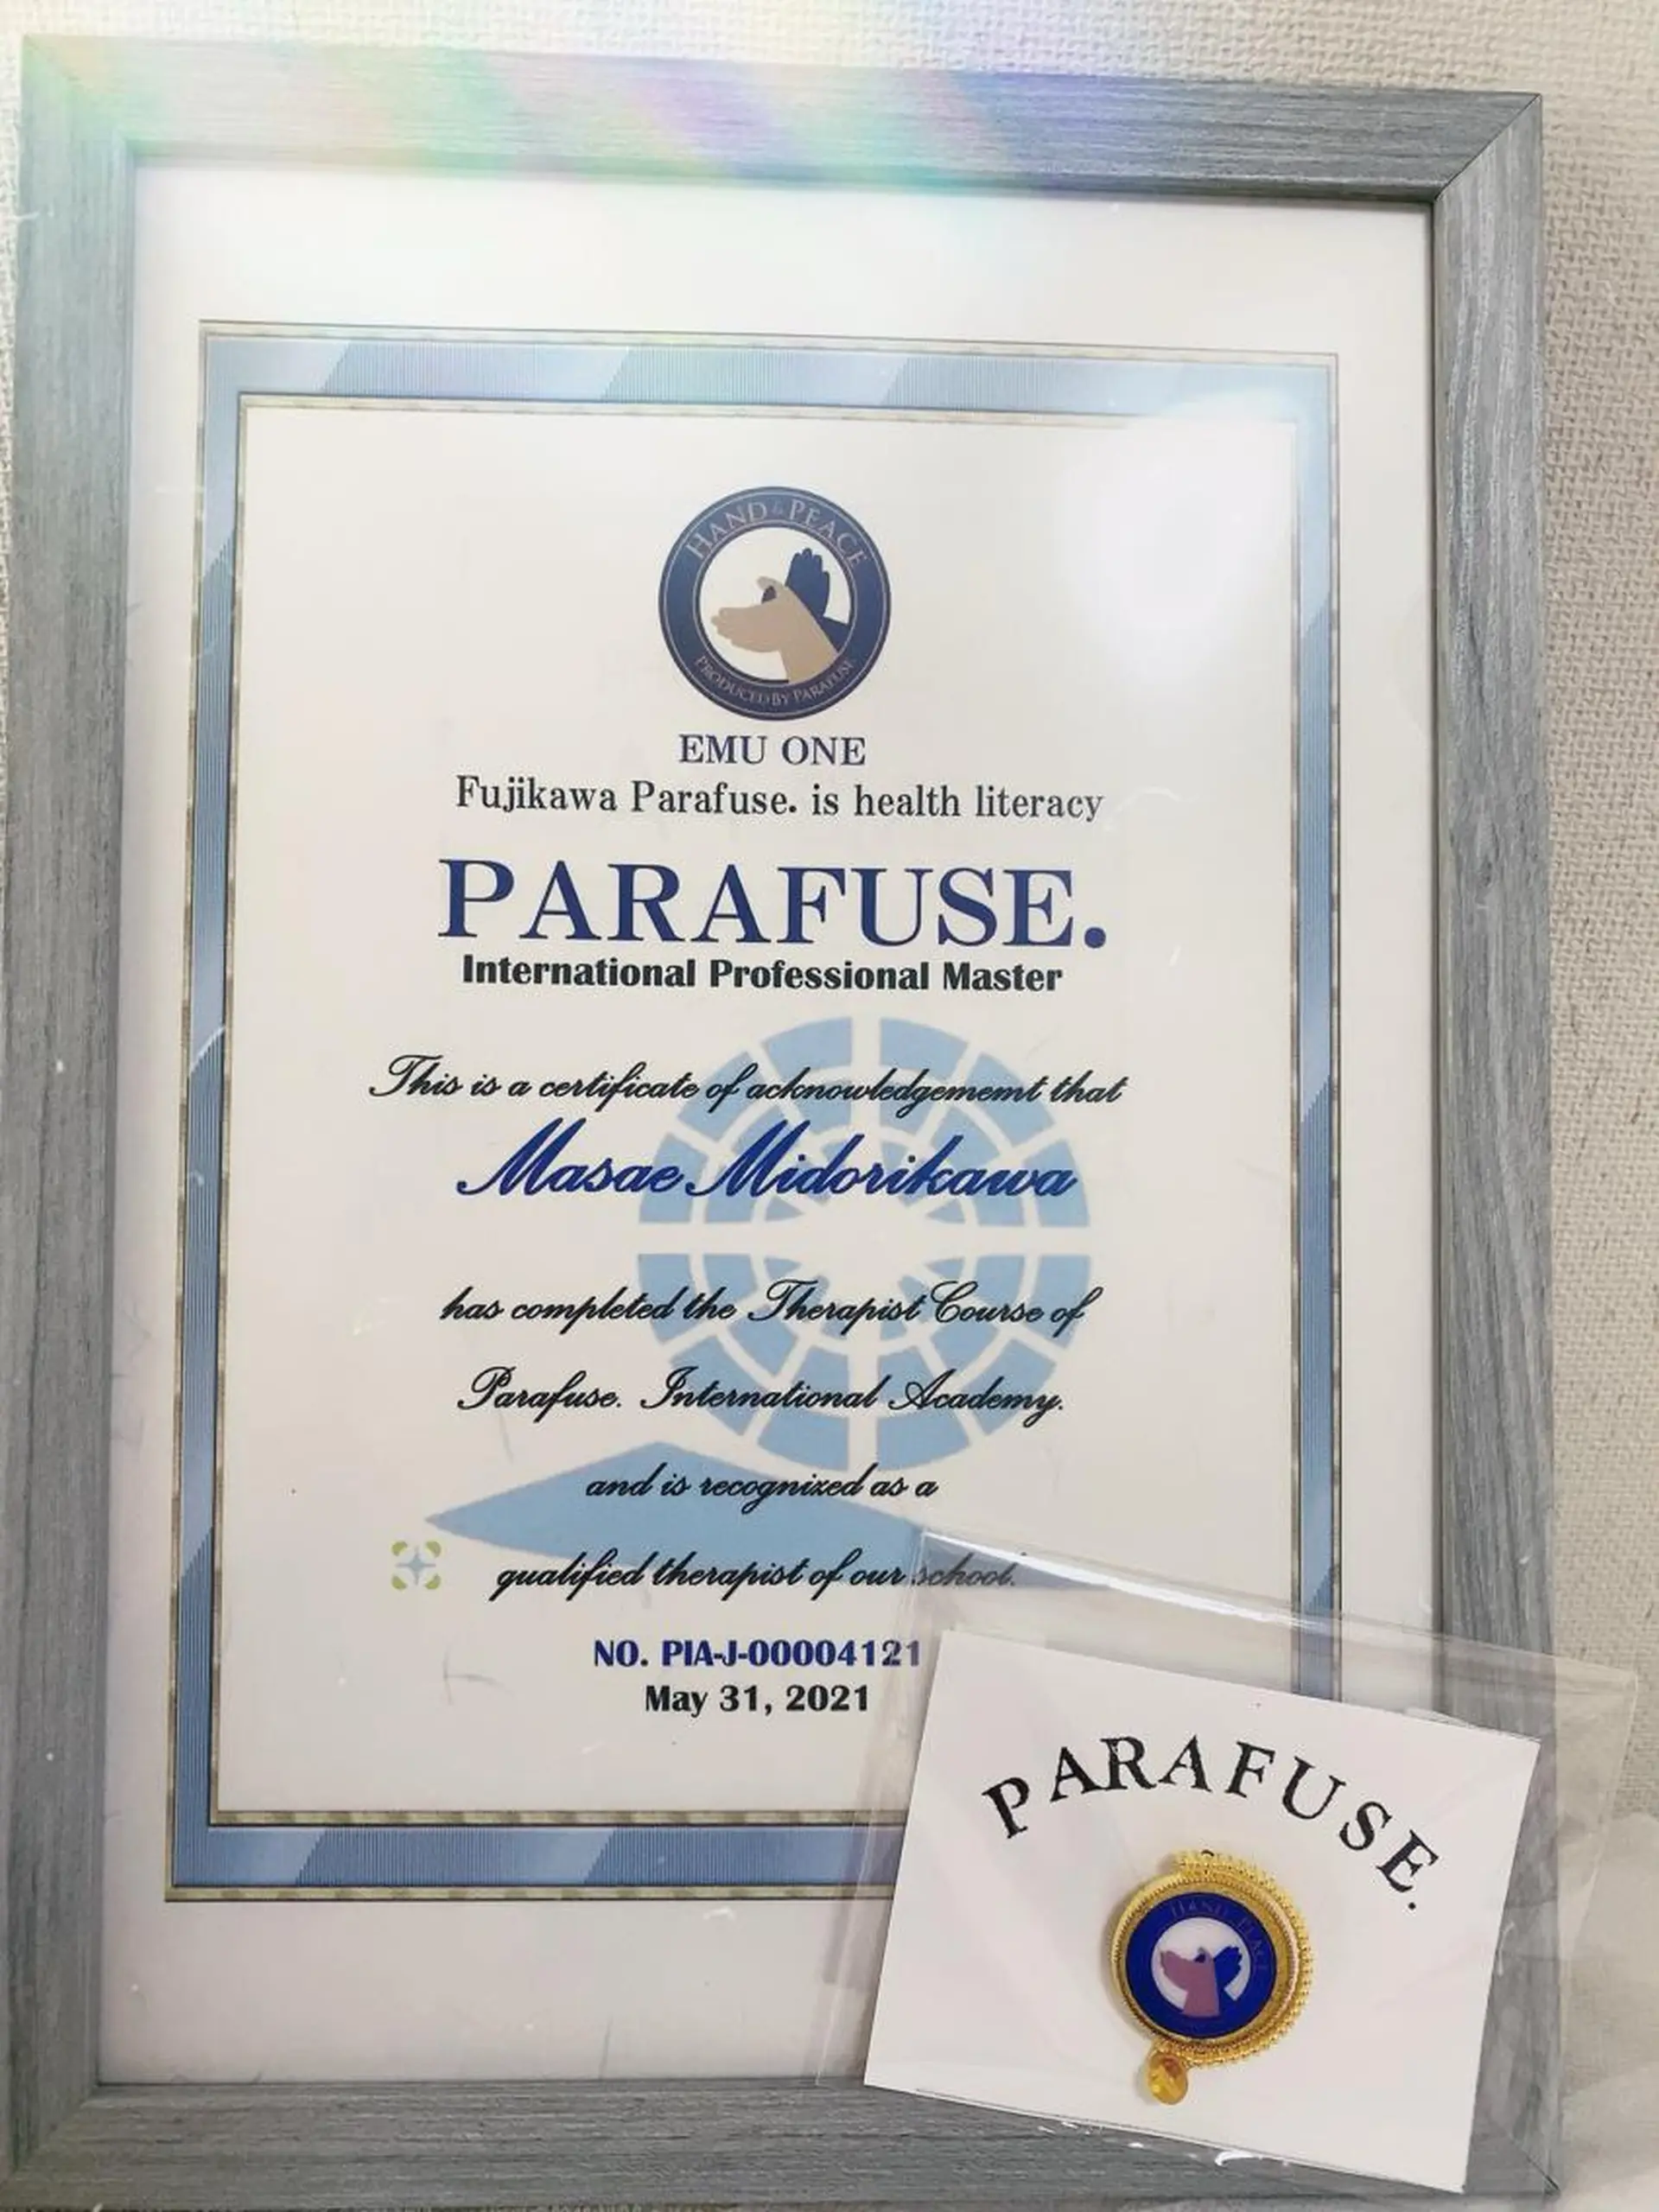 HAND & PEACE
PRODUCED BY PARAFUSE
EMU ONE
Fujikawa Parafuse. is health literacy
PARAFUSE.
International Professional Master
This is a certificate of acknowledgememt that
Masae Midorikawa
has completed the Therapist Course of
Parafuse. International Academy.
and is recognized as a
qualified therapist of our school.
NO. PIA-J-00004121
May 31, 2021
PARAFUSE.
HAND & PEACE